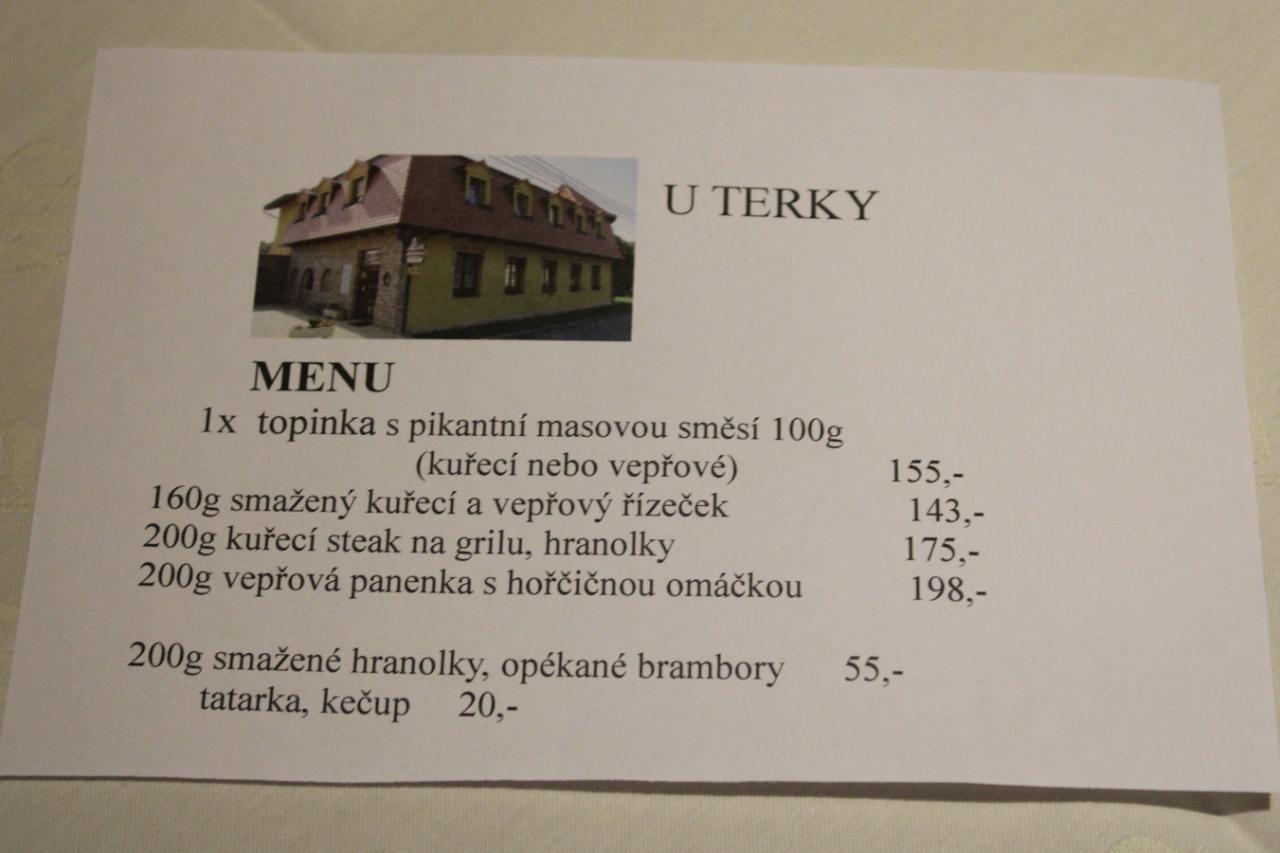 U TERKY
MENU
1x topinka s pikantní masovou směsí 100g
(kuřecí nebo vepřové) 155,-
160g smažený kuřecí a vepřový řízeček 143,-
200g kuřecí steak na grilu, hranolky 175,-
200g vepřová panenka s hořčičnou omáčkou 198,-
200g smažené hranolky, opékané brambory 55,-
tatarka, kečup 20,-